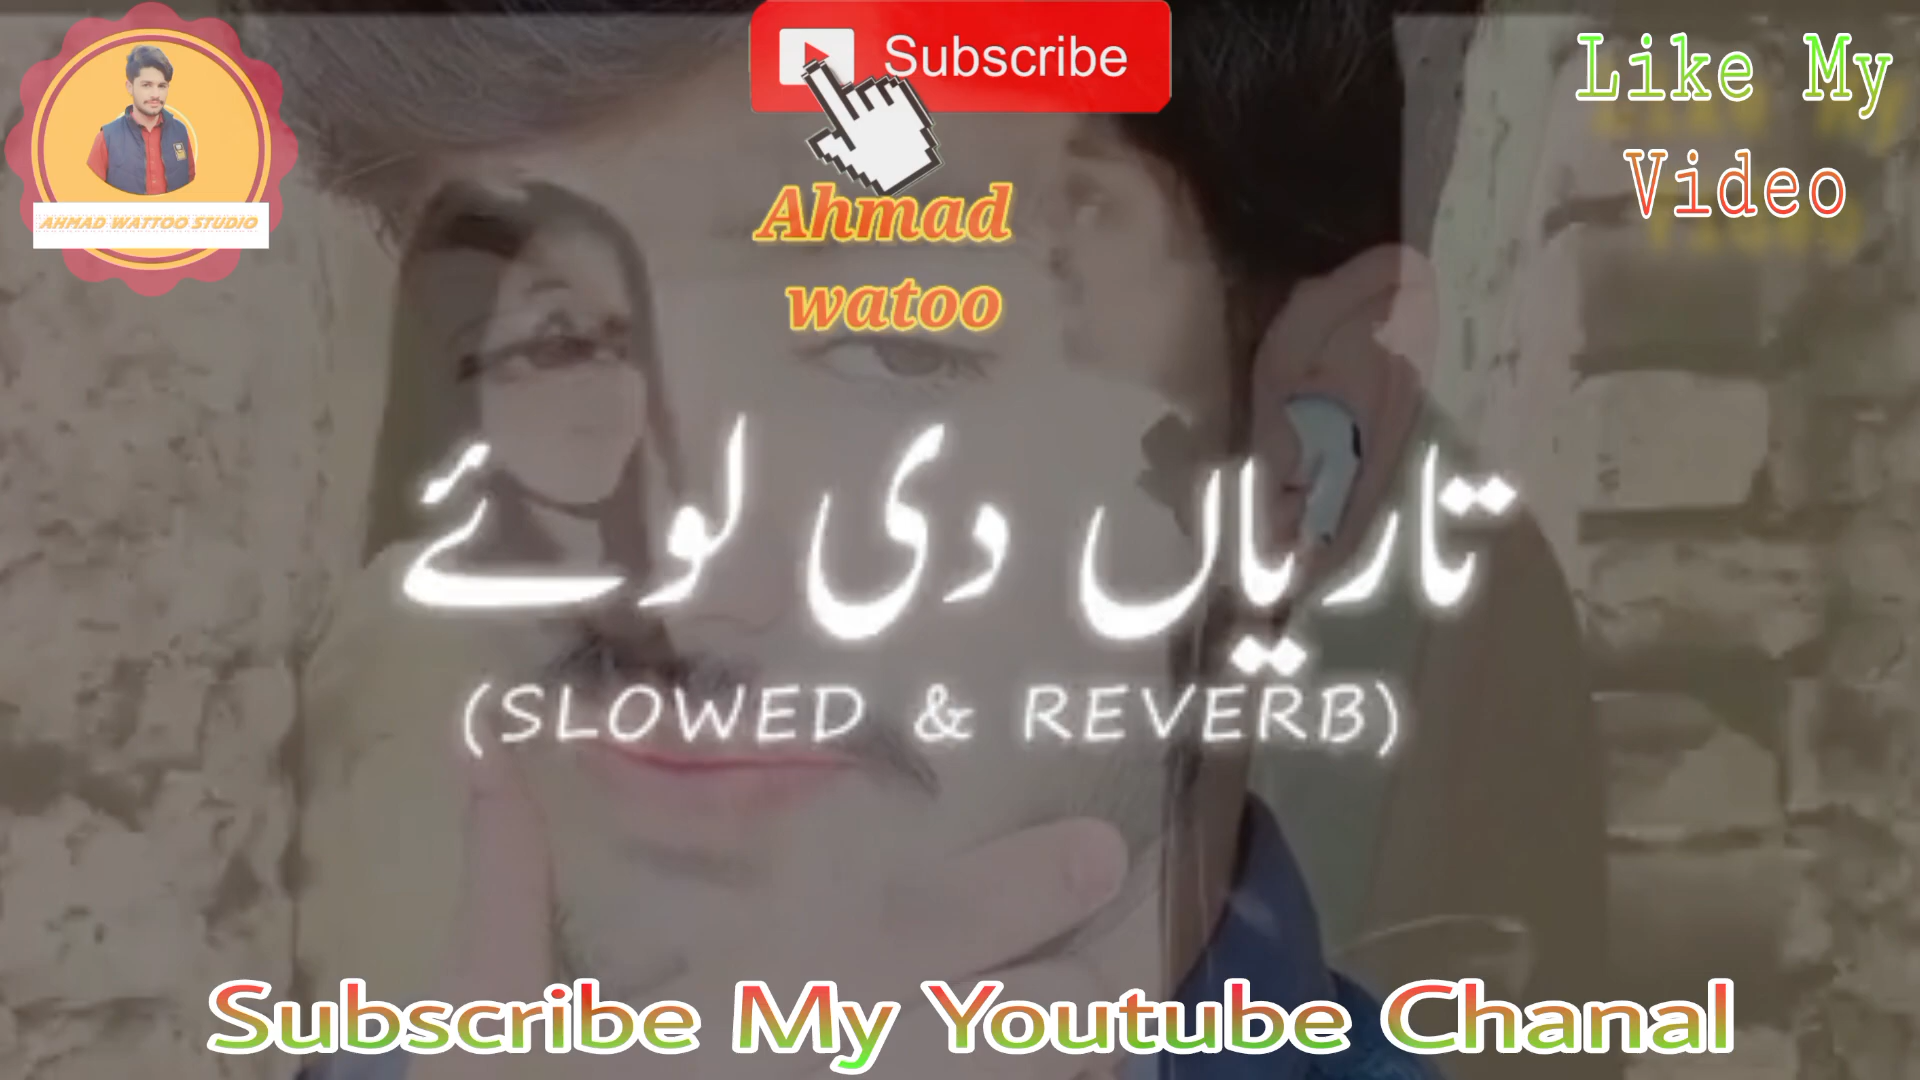 Subscribe
Like My
Video
AHMAD WATTOO STUDIO
Ahmad
watoo
تاریاں دی لوئے
(SLOWED & REVERB)
Subscribe My Youtube Chanal